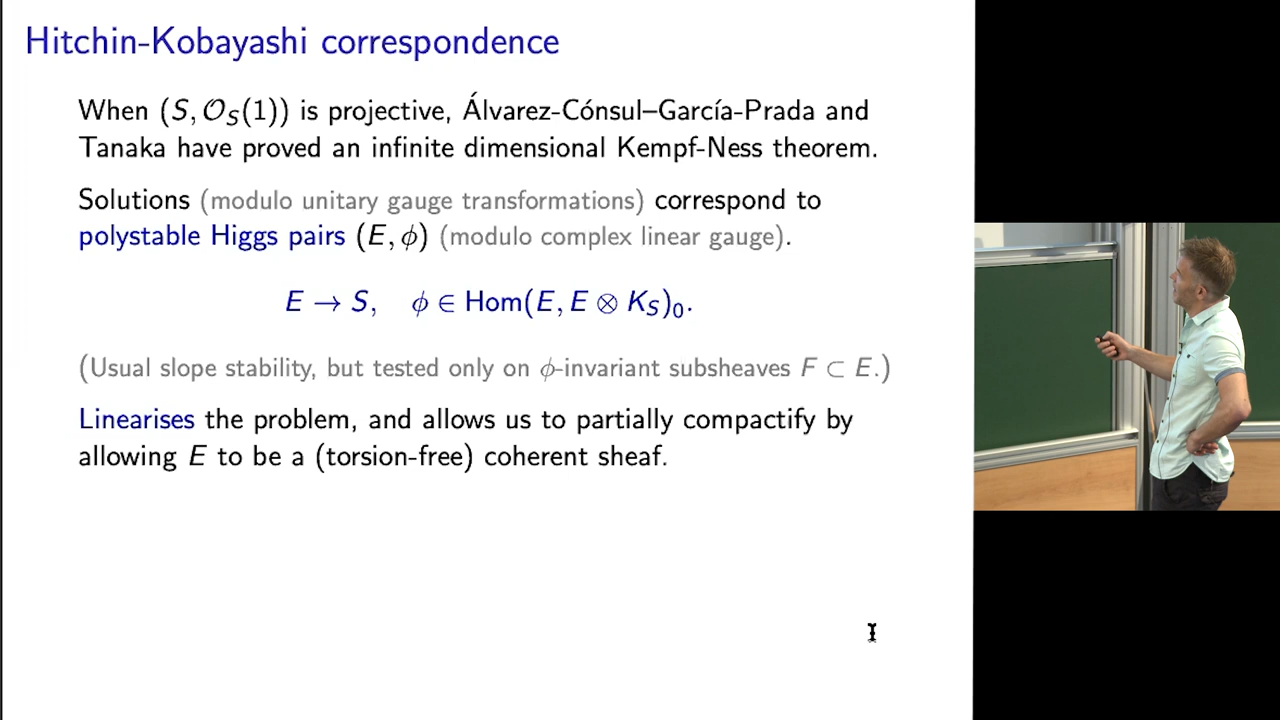 Hitchin-Kobayashi correspondence
When (S, 𝒪_S(1)) is projective, Álvarez-Cónsul–García-Prada and
Tanaka have proved an infinite dimensional Kempf-Ness theorem.
Solutions (modulo unitary gauge transformations) correspond to
polystable Higgs pairs (E, ϕ) (modulo complex linear gauge).
E → S, ϕ ∈ Hom(E, E ⊗ K_S)₀.
(Usual slope stability, but tested only on ϕ-invariant subsheaves F ⊂ E.)
Linearises the problem, and allows us to partially compactify by
allowing E to be a (torsion-free) coherent sheaf.